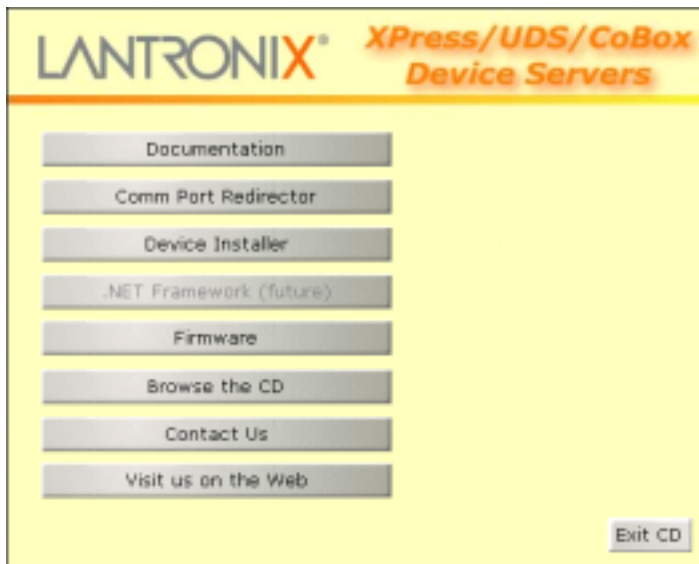 LANTRONIX®
XPress/UDS/CoBox
Device Servers
Documentation
Comm Port Redirector
Device Installer
.NET Framework (future)
Firmware
Browse the CD
Contact Us
Visit us on the Web
Exit CD